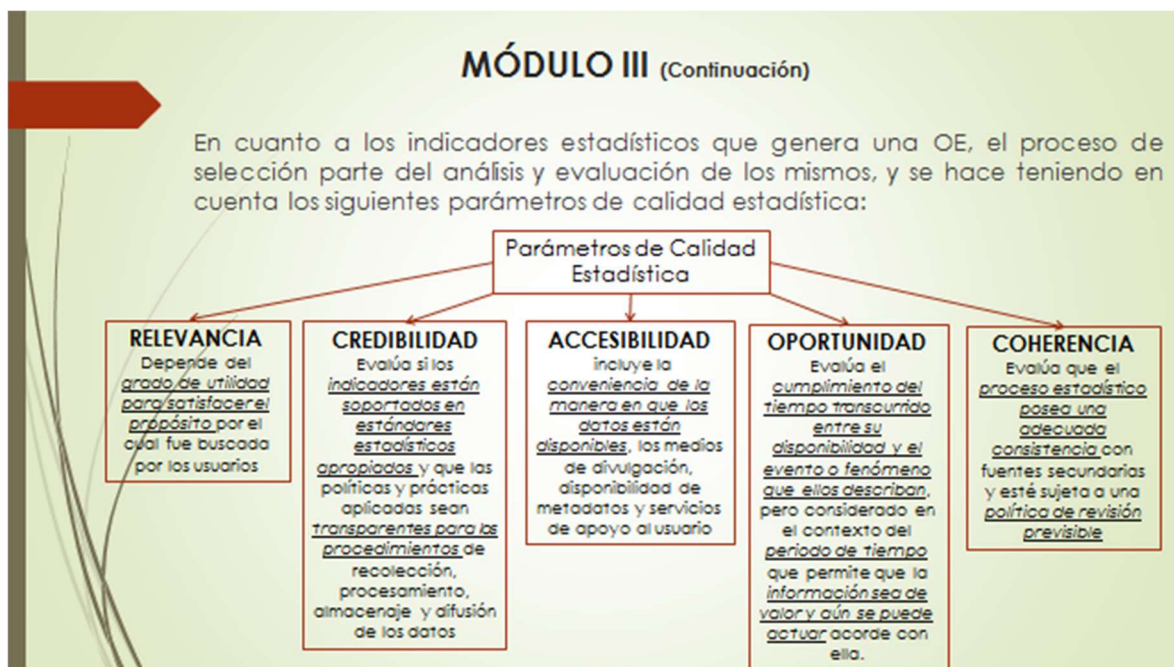 MÓDULO III (Continuación)
En cuanto a los indicadores estadísticos que genera una OE, el proceso de
selección parte del análisis y evaluación de los mismos, y se hace teniendo en
cuenta los siguientes parámetros de calidad estadística:
Parámetros de Calidad
Estadística
RELEVANCIA
Depende del
grado de utilidad
para satisfacer el
propósito por el
cual fue buscada
por los usuarios
CREDIBILIDAD
Evalúa si los
indicadores están
soportados en
estándares
estadísticos
apropiados y que las
políticas y prácticas
aplicadas sean
transparentes para los
procedimientos de
recolección,
procesamiento,
almacenaje y difusión
de los datos
ACCESIBILIDAD
incluye la
conveniencia de la
manera en que los
datos están
disponibles, los medios
de divulgación,
disponibilidad de
metadatos y servicios
de apoyo al usuario
OPORTUNIDAD
Evalúa el
cumplimiento del
tiempo transcurrido
entre su
disponibilidad y el
evento o fenómeno
que ellos describan,
pero considerado en
el contexto del
periodo de tiempo
que permite que la
información sea de
valor y aún se puede
actuar acorde con
ella.
COHERENCIA
Evalúa que el
proceso estadístico
posea una
adecuada
consistencia con
fuentes secundarias
y esté sujeta a una
política de revisión
previsible